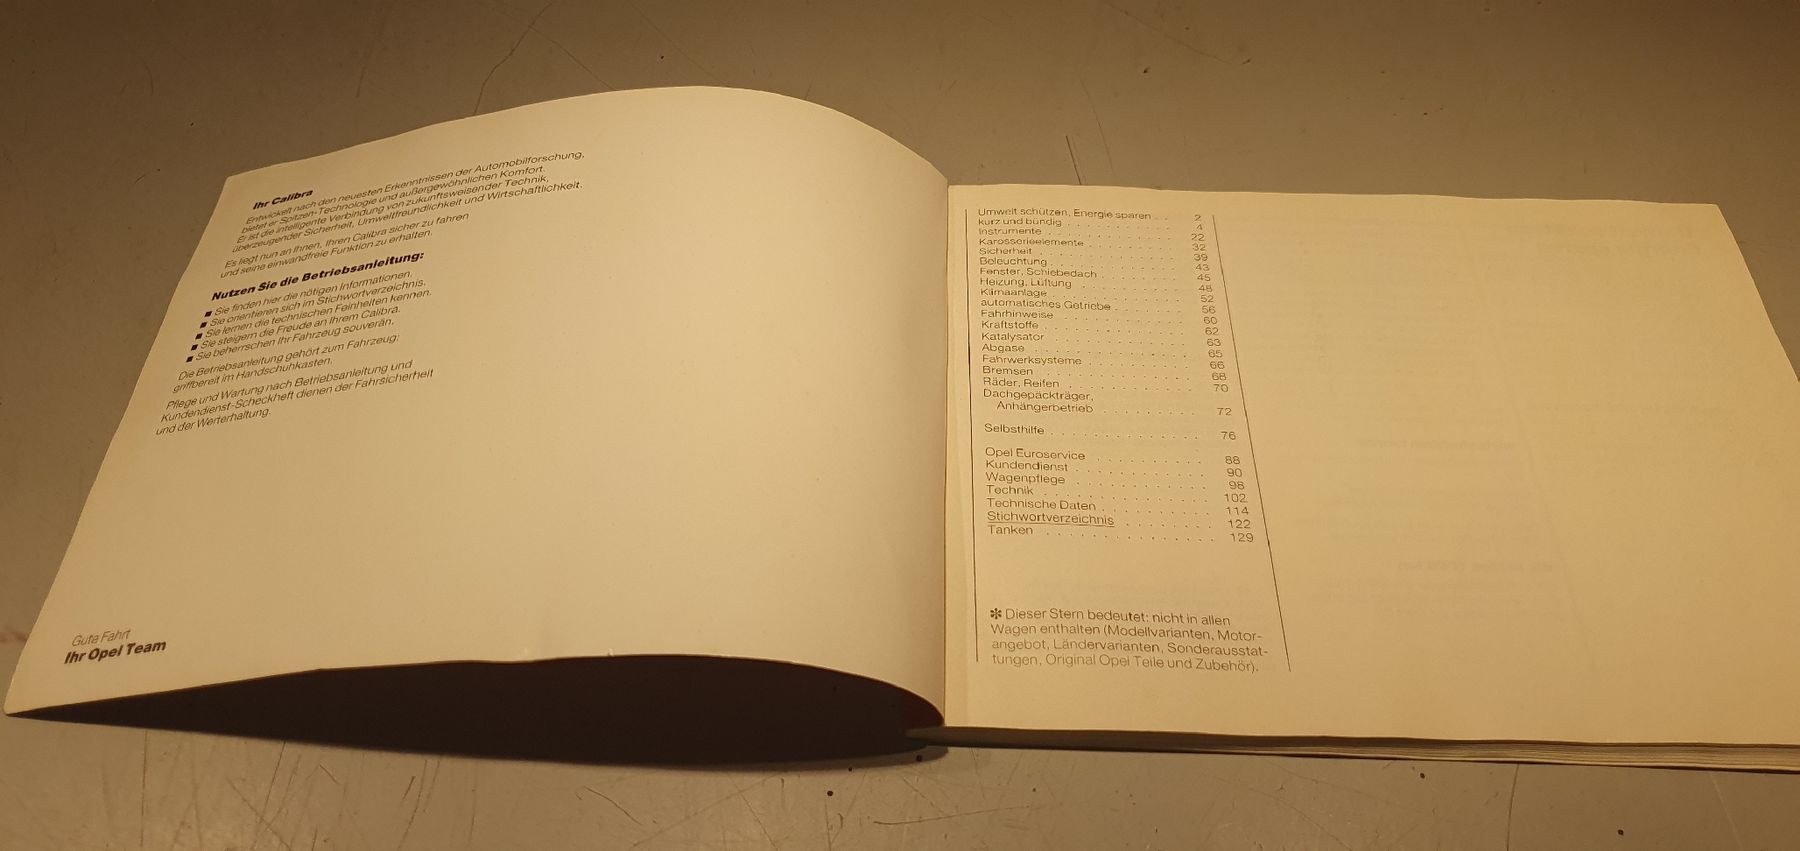 Ihr Calibra
Entwickelt nach den neuesten Erkenntnissen der Automobilforschung,
bietet er Spitzen-Technologie und außergewöhnlichen Komfort.
Er ist die intelligente Verbindung von zukunftsweisender Technik,
überzeugender Sicherheit, Umweltfreundlichkeit und Wirtschaftlichkeit.
Es liegt nun an Ihnen, Ihren Calibra sicher zu fahren
und seine einwandfreie Funktion zu erhalten.
Nutzen Sie die Betriebsanleitung:
■ Sie finden hier die nötigen Informationen.
■ Sie orientieren sich im Stichwortverzeichnis.
■ Sie lernen die technischen Feinheiten kennen.
■ Sie steigern die Freude an Ihrem Calibra.
■ Sie beherrschen Ihr Fahrzeug souverän.
Die Betriebsanleitung gehört zum Fahrzeug:
griffbereit im Handschuhkasten.
Pflege und Wartung nach Betriebsanleitung und
Kundendienst-Scheckheft dienen der Fahrsicherheit
und der Werterhaltung.
Gute Fahrt
Ihr Opel Team
Umwelt schützen, Energie sparen . . 2
kurz und bündig . . . . . . . . . . . 4
Instrumente . . . . . . . . . . . . 22
Karosserieelemente . . . . . . . . . 32
Sicherheit . . . . . . . . . . . . . 39
Beleuchtung . . . . . . . . . . . . 43
Fenster, Schiebedach . . . . . . . . 45
Heizung, Lüftung . . . . . . . . . . 48
Klimaanlage . . . . . . . . . . . . 52
automatisches Getriebe . . . . . . . 56
Fahrhinweise . . . . . . . . . . . . 60
Kraftstoffe . . . . . . . . . . . . 62
Katalysator . . . . . . . . . . . . 63
Abgase . . . . . . . . . . . . . . 65
Fahrwerksysteme . . . . . . . . . . 66
Bremsen . . . . . . . . . . . . . . 68
Räder, Reifen . . . . . . . . . . . 70
Dachgepäckträger,
Anhängerbetrieb . . . . . . . . 72
Selbsthilfe . . . . . . . . . . . . . 76
Opel Euroservice . . . . . . . . . . 88
Kundendienst . . . . . . . . . . . . 90
Wagenpflege . . . . . . . . . . . . 98
Technik . . . . . . . . . . . . . . 102
Technische Daten . . . . . . . . . 114
Stichwortverzeichnis . . . . . . . . 122
Tanken . . . . . . . . . . . . . . 129
✻ Dieser Stern bedeutet: nicht in allen
Wagen enthalten (Modellvarianten, Motor-
angebot, Ländervarianten, Sonderausstat-
tungen, Original Opel Teile und Zubehör).